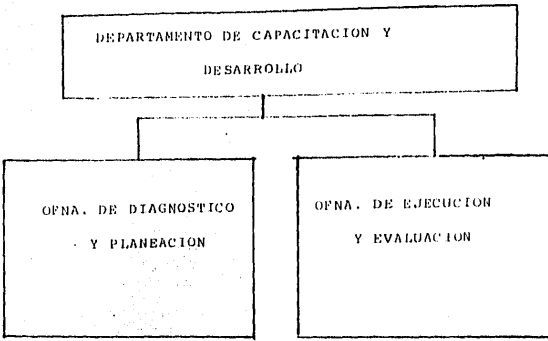 DEPARTAMENTO DE CAPACITACION Y
DESARROLLO
OFNA. DE DIAGNOSTICO
Y PLANEACION
OFNA. DE EJECUCION
Y EVALUACION